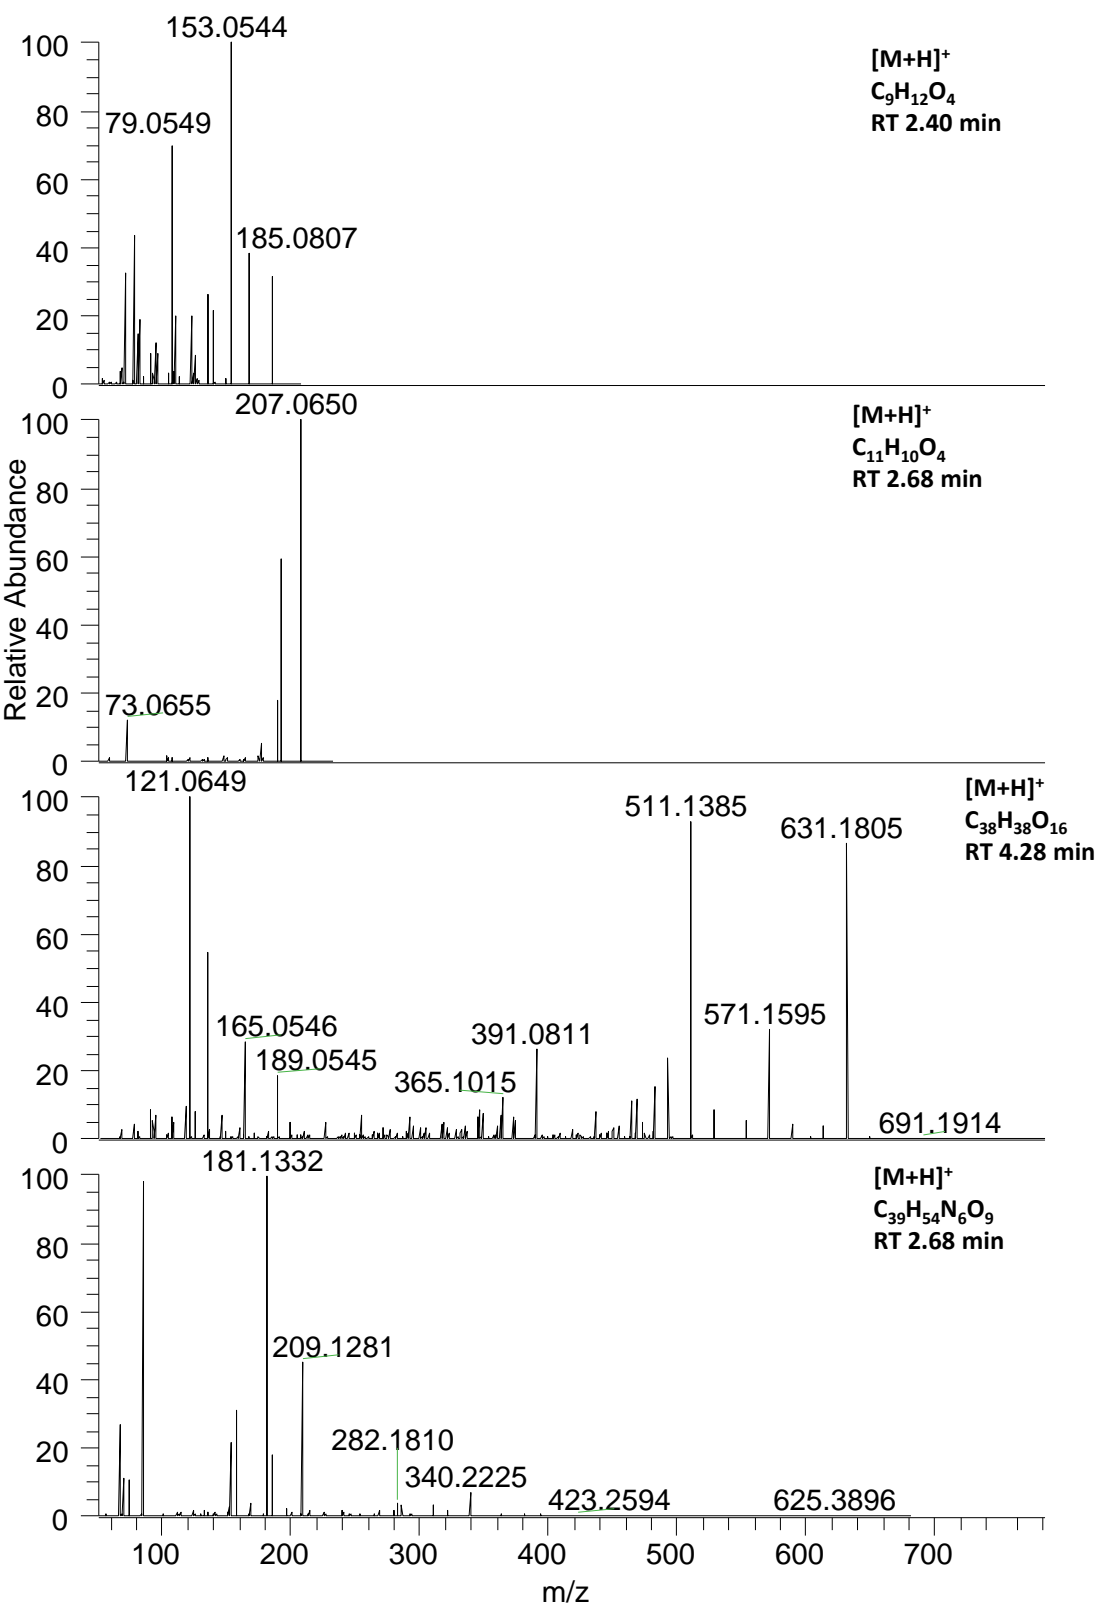 Relative Abundance
153.0544
100
[M+H]⁺
C₉H₁₂O₄
RT 2.40 min
79.0549
80
60
185.0807
40
20
0
207.0650
100
[M+H]⁺
C₁₁H₁₀O₄
RT 2.68 min
80
60
40
20
73.0655
0
121.0649
100
[M+H]⁺
C₃₈H₃₈O₁₆
RT 4.28 min
511.1385
631.1805
80
60
40
571.1595
165.0546
391.0811
189.0545
20
365.1015
691.1914
0
181.1332
100
[M+H]⁺
C₃₉H₅₄N₆O₉
RT 2.68 min
80
60
209.1281
40
282.1810
20
340.2225
423.2594
625.3896
0
100 200 300 400 500 600 700
m/z